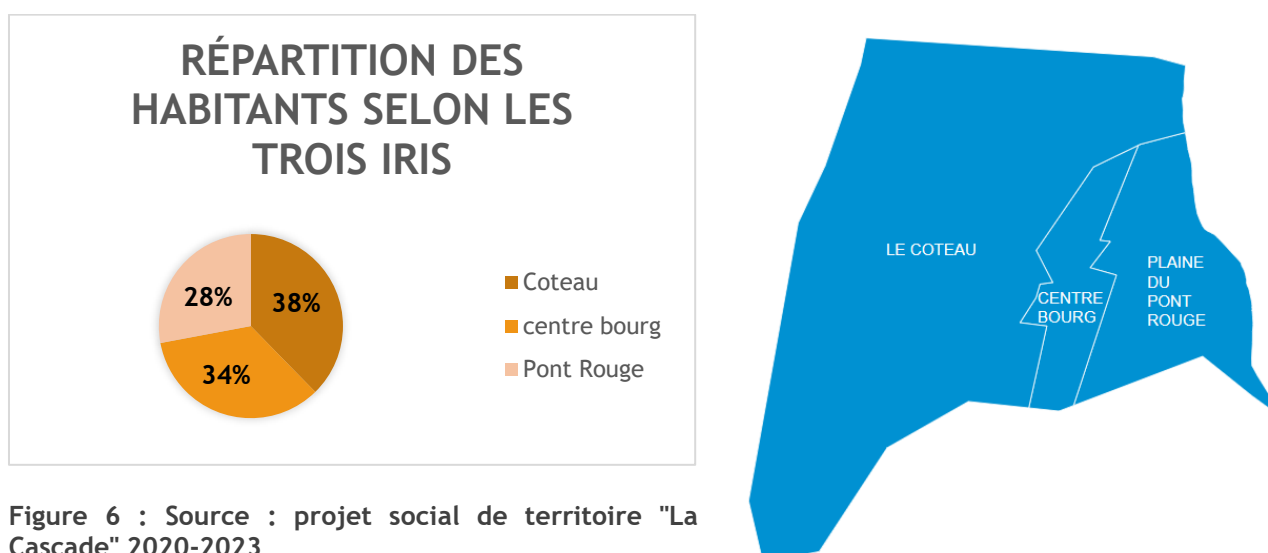 RÉPARTITION DES
HABITANTS SELON LES
TROIS IRIS
28%
38%
34%
Coteau
centre bourg
Pont Rouge
Figure 6 : Source : projet social de territoire "La
Cascade" 2020-2023
LE COTEAU
CENTRE
BOURG
PLAINE
DU
PONT
ROUGE